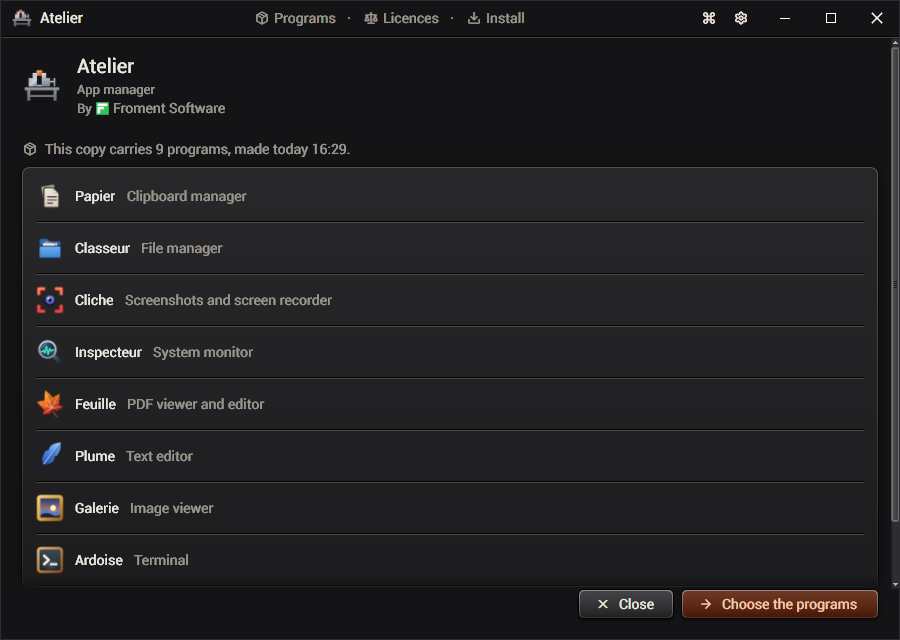 Atelier
Programs · Licences · Install
Atelier
App manager
By Froment Software
This copy carries 9 programs, made today 16:29.
Papier Clipboard manager
Classeur File manager
Cliche Screenshots and screen recorder
Inspecteur System monitor
Feuille PDF viewer and editor
Plume Text editor
Galerie Image viewer
Ardoise Terminal
Close
Choose the programs